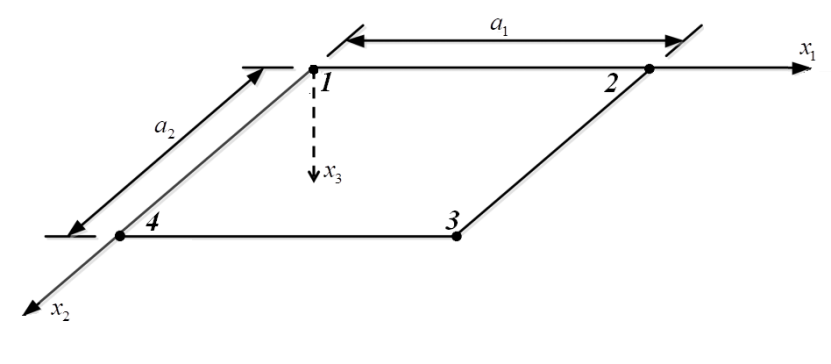 a₁
x₁
1
2
a₂
x₃
4
3
x₂